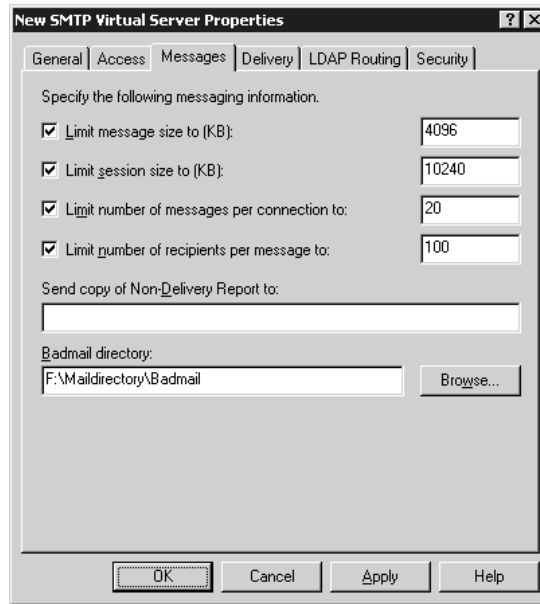 New SMTP Virtual Server Properties
General Access Messages Delivery LDAP Routing Security
Specify the following messaging information.
Limit message size to (KB): 4096
Limit session size to (KB): 10240
Limit number of messages per connection to: 20
Limit number of recipients per message to: 100
Send copy of Non-Delivery Report to:
Badmail directory:
F:\Maildirectory\Badmail Browse...
OK Cancel Apply Help